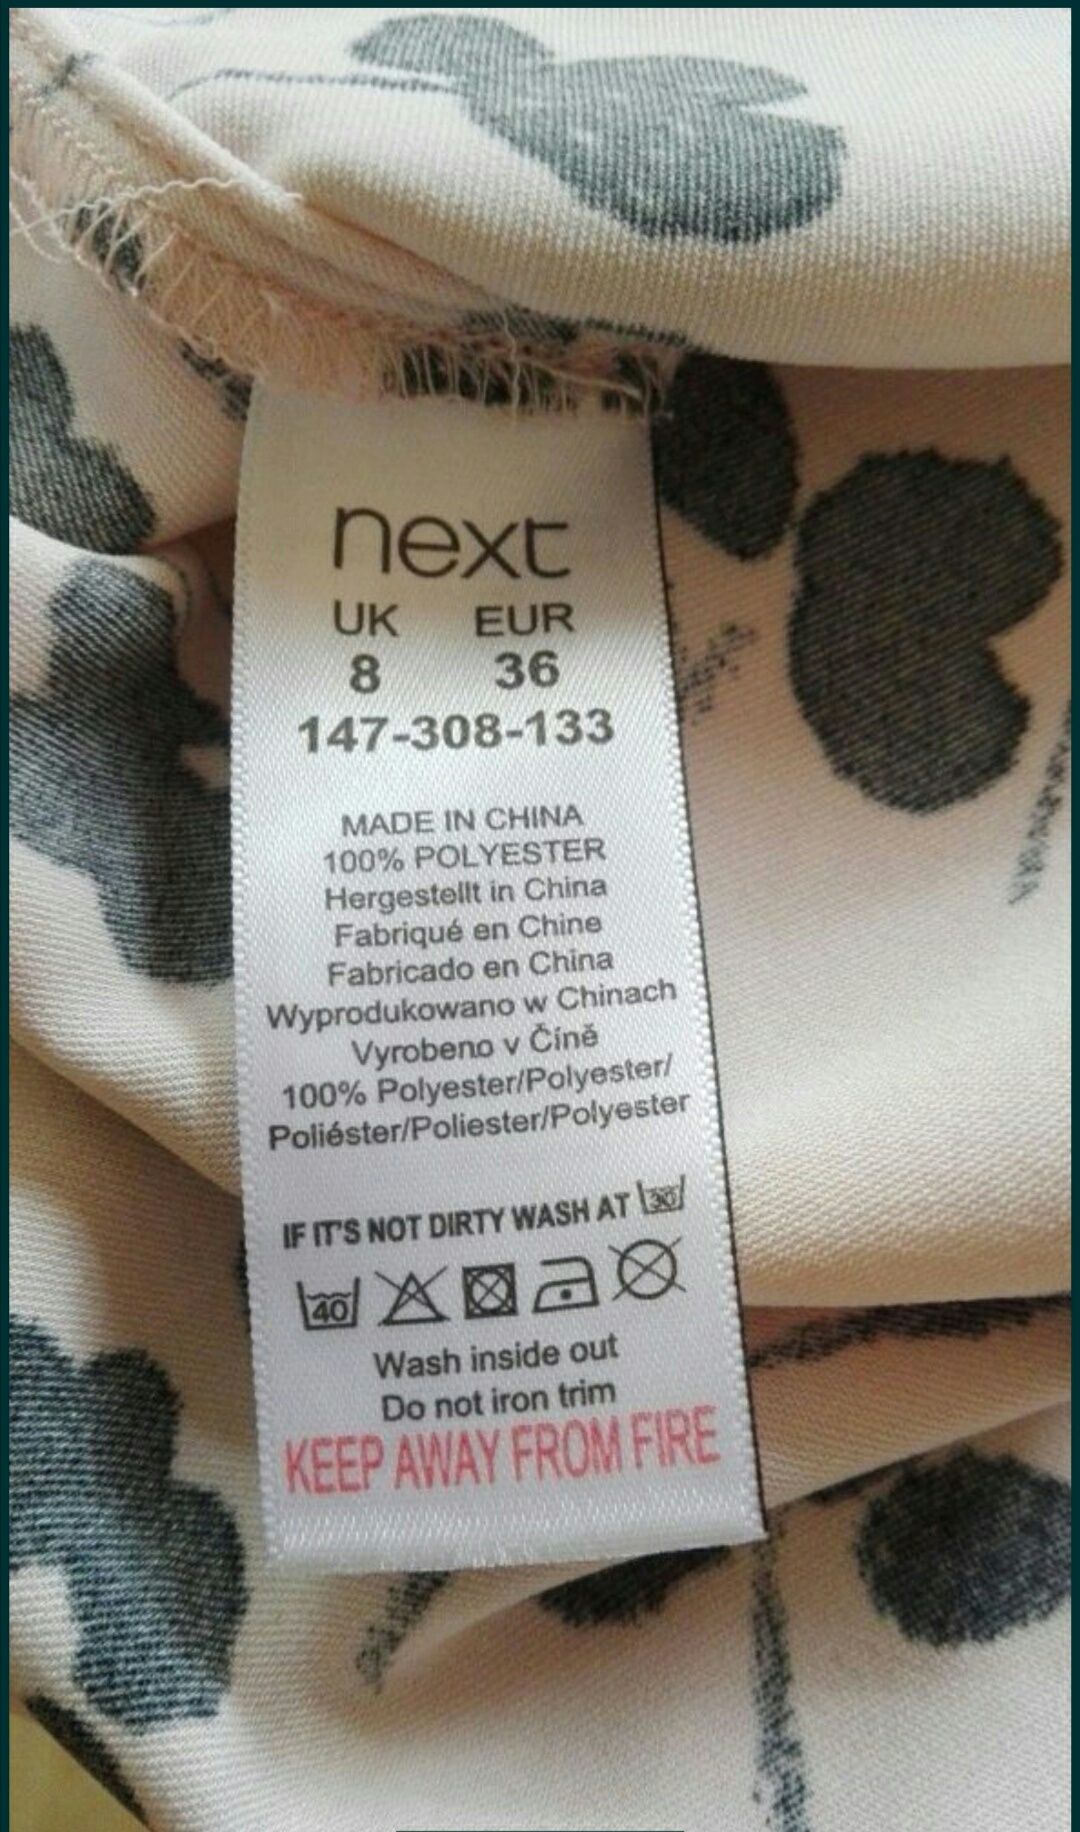 next
UK EUR
8 36
147-308-133
MADE IN CHINA
100% POLYESTER
Hergestellt in China
Fabriqué en Chine
Fabricado en China
Wyprodukowano w Chinach
Vyrobeno v Číně
100% Polyester/Polyester/
Poliéster/Poliester/Polyester
IF IT'S NOT DIRTY WASH AT 30
40
Wash inside out
Do not iron trim
KEEP AWAY FROM FIRE